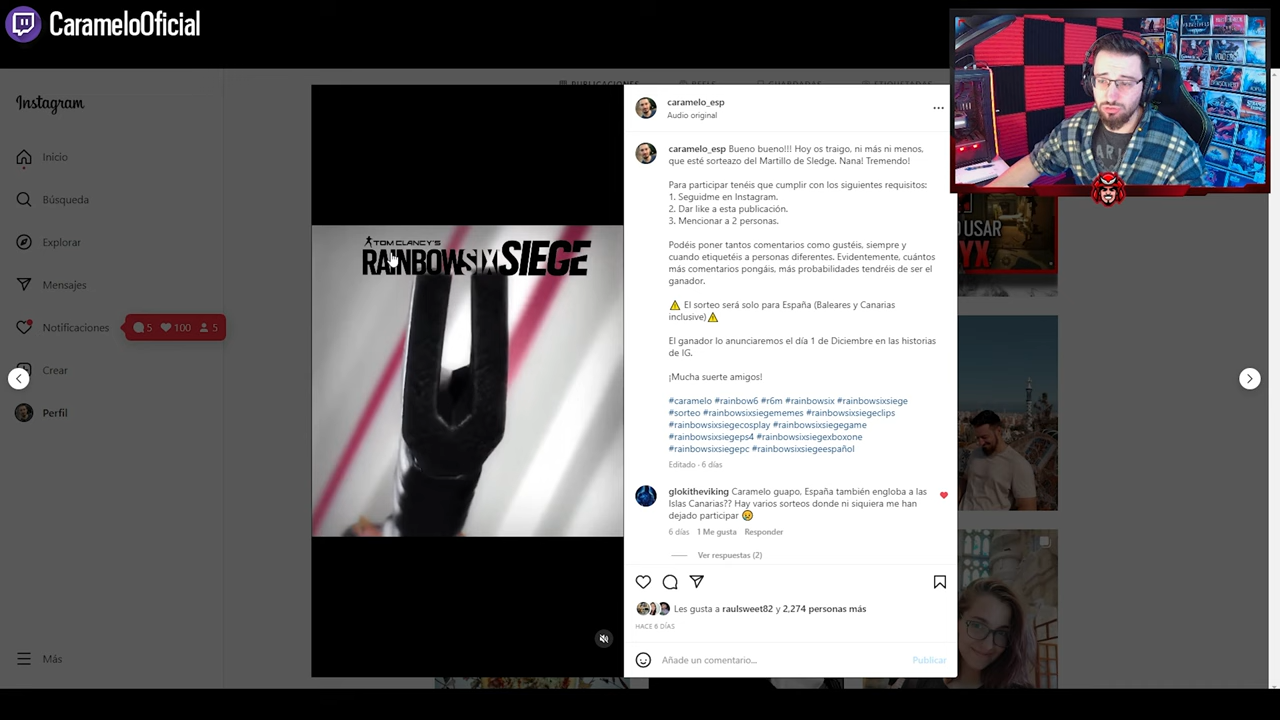 CarameloOficial
Instagram
Inicio
Búsqueda
Explorar
Mensajes
Notificaciones
5 100 5
Crear
Perfil
Más
PUBLICACIONES
REELS
GUARDADAS
ETIQUETADAS
TOM CLANCY'S
RAINBOWSIX SIEGE
caramelo_esp
Audio original
caramelo_esp Bueno bueno!!! Hoy os traigo, ni más ni menos,
que esté sorteazo del Martillo de Sledge. Nana! Tremendo!
Para participar tenéis que cumplir con los siguientes requisitos:
1. Seguidme en Instagram.
2. Dar like a esta publicación.
3. Mencionar a 2 personas.
Podéis poner tantos comentarios como gustéis, siempre y
cuando etiquetéis a personas diferentes. Evidentemente, cuántos
más comentarios pongáis, más probabilidades tendréis de ser el
ganador.
⚠️ El sorteo será solo para España (Baleares y Canarias
inclusive)⚠️
El ganador lo anunciaremos el día 1 de Diciembre en las historias
de IG.
¡Mucha suerte amigos!
#caramelo #rainbow6 #r6m #rainbowsix #rainbowsixsiege
#sorteo #rainbowsixsiegememes #rainbowsixsiegeclips
#rainbowsixsiegecosplay #rainbowsixsiegegame
#rainbowsixsiegeps4 #rainbowsixsiegexboxone
#rainbowsixsiegepc #rainbowsixsiegeespañol
Editado · 6 días
glokitheviking Caramelo guapo, España también engloba a las
Islas Canarias?? Hay varios sorteos donde ni siquiera me han
dejado participar
6 días 1 Me gusta Responder
Ver respuestas (2)
Les gusta a raulsweet82 y 2,274 personas más
HACE 6 DÍAS
Añade un comentario...
Publicar
USAR